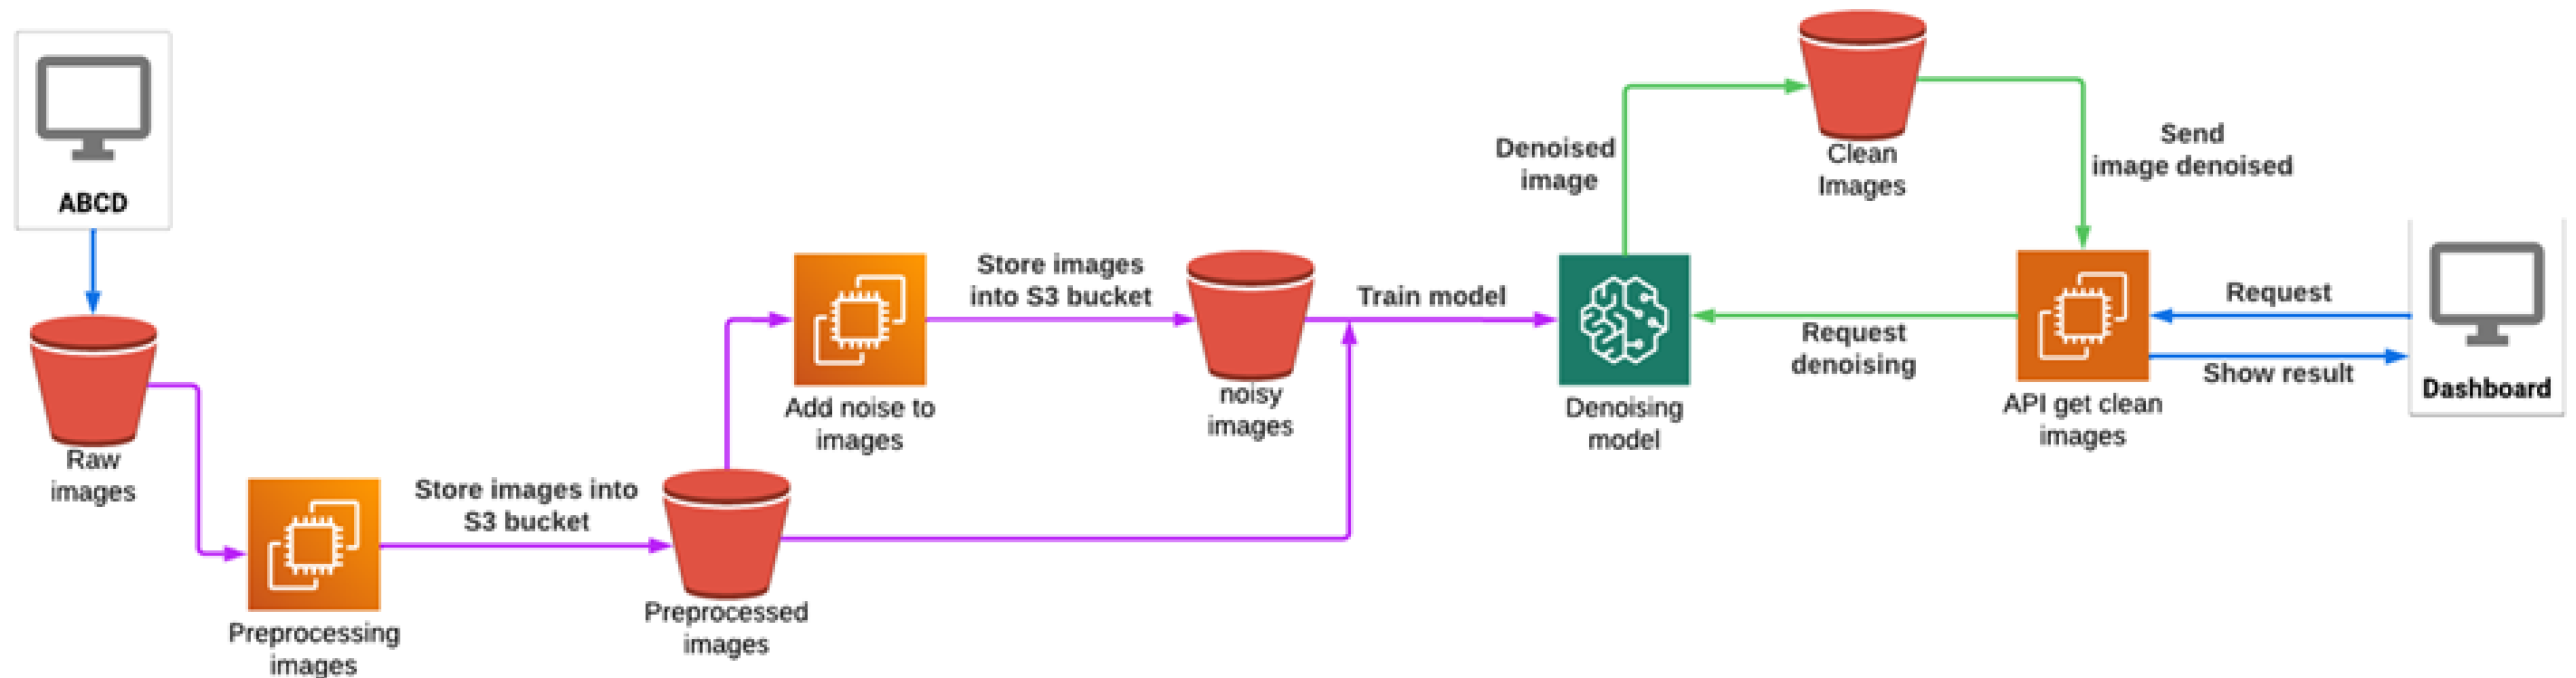 ABCD
Raw
images
Preprocessing
images
Store images into
S3 bucket
Preprocessed
images
Add noise to
images
Store images
into S3 bucket
noisy
images
Train model
Denoising
model
Denoised
image
Clean
Images
Send
image denoised
Request
denoising
API get clean
images
Request
Show result
Dashboard